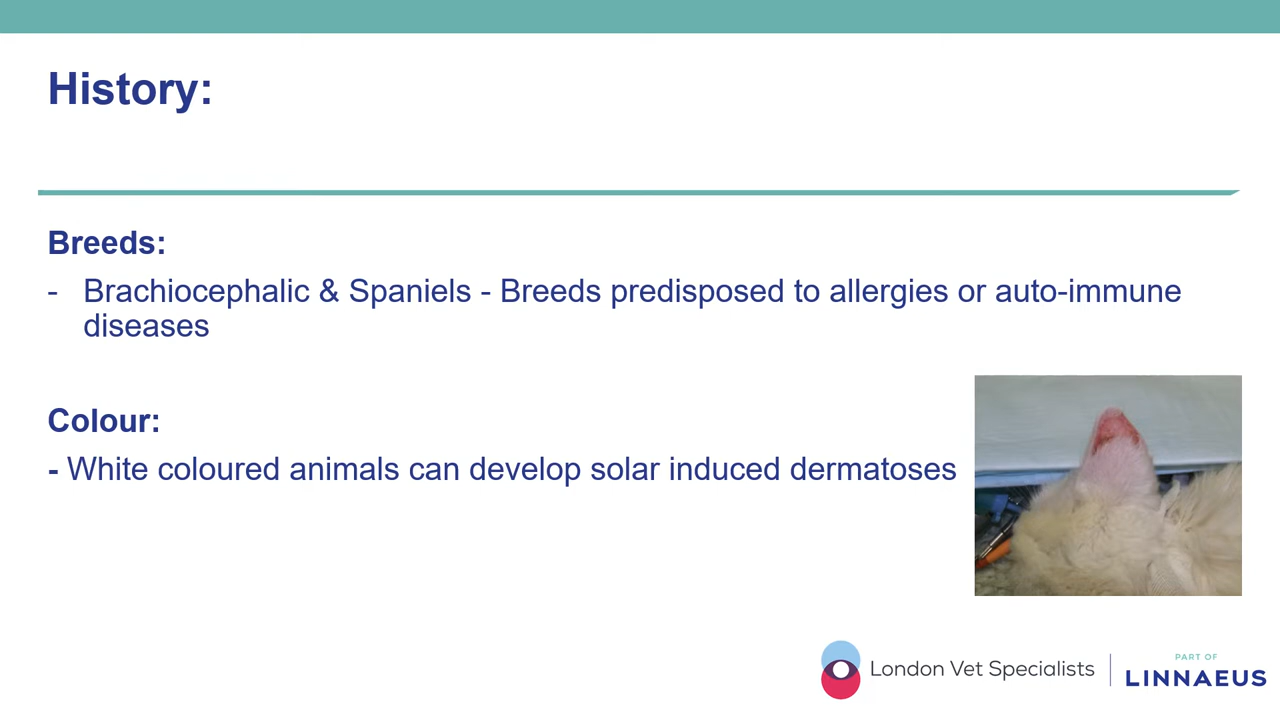 History:
Breeds:
- Brachiocephalic & Spaniels - Breeds predisposed to allergies or auto-immune
diseases
Colour:
- White coloured animals can develop solar induced dermatoses
London Vet Specialists
PART OF
LINNAEUS